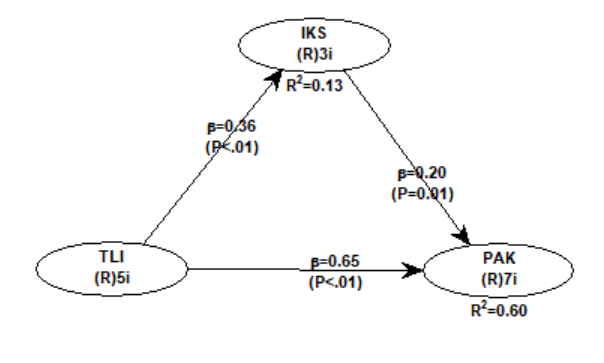 IKS
(R)3i
R²=0.13
β=0.36
(P<.01)
β=0.20
(P=0.01)
TLI
(R)5i
β=0.65
(P<.01)
PAK
(R)7i
R²=0.60